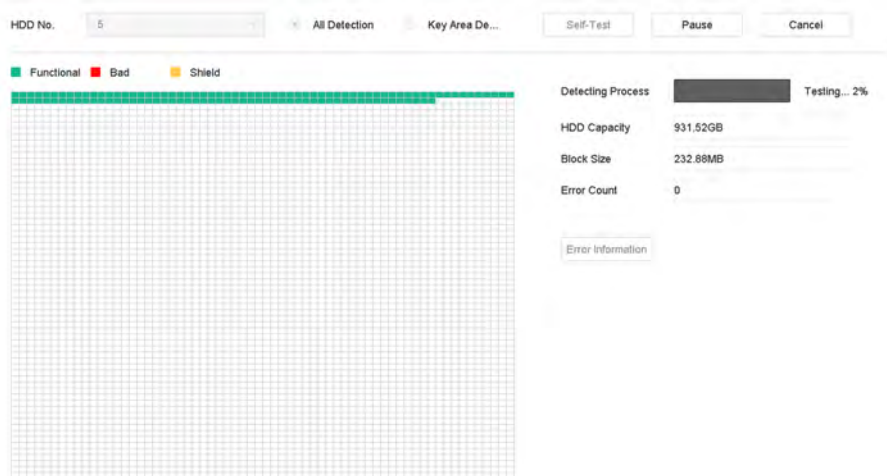 HDD No. 5 All Detection Key Area De... Self-Test Pause Cancel
Functional Bad Shield
Detecting Process Testing... 2%
HDD Capacity 931.52GB
Block Size 232.88MB
Error Count 0
Error Information